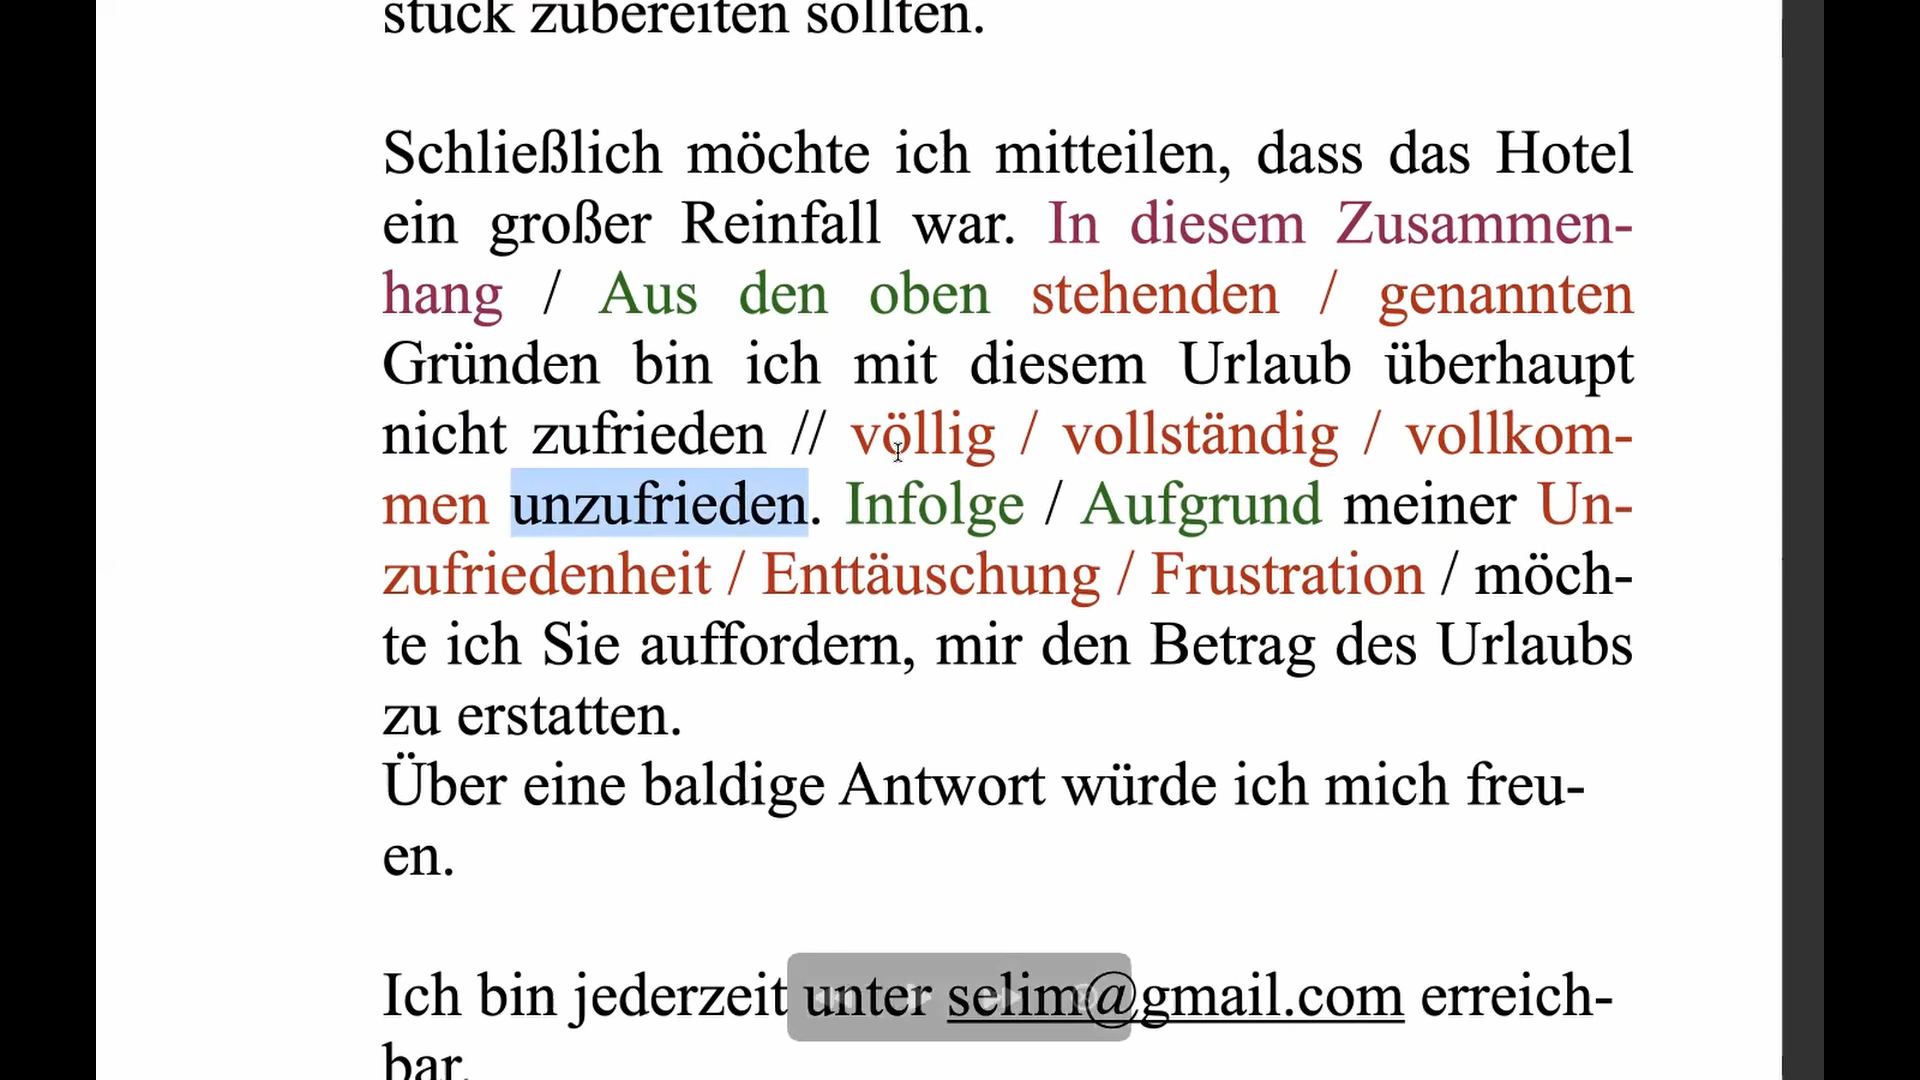 stück zubereiten sollten.
Schließlich möchte ich mitteilen, dass das Hotel
ein großer Reinfall war. In diesem Zusammen-
hang / Aus den oben stehenden / genannten
Gründen bin ich mit diesem Urlaub überhaupt
nicht zufrieden // völlig / vollständig / vollkom-
men unzufrieden. Infolge / Aufgrund meiner Un-
zufriedenheit / Enttäuschung / Frustration / möch-
te ich Sie auffordern, mir den Betrag des Urlaubs
zu erstatten.
Über eine baldige Antwort würde ich mich freu-
en.
Ich bin jederzeit unter selim@gmail.com erreich-
bar.